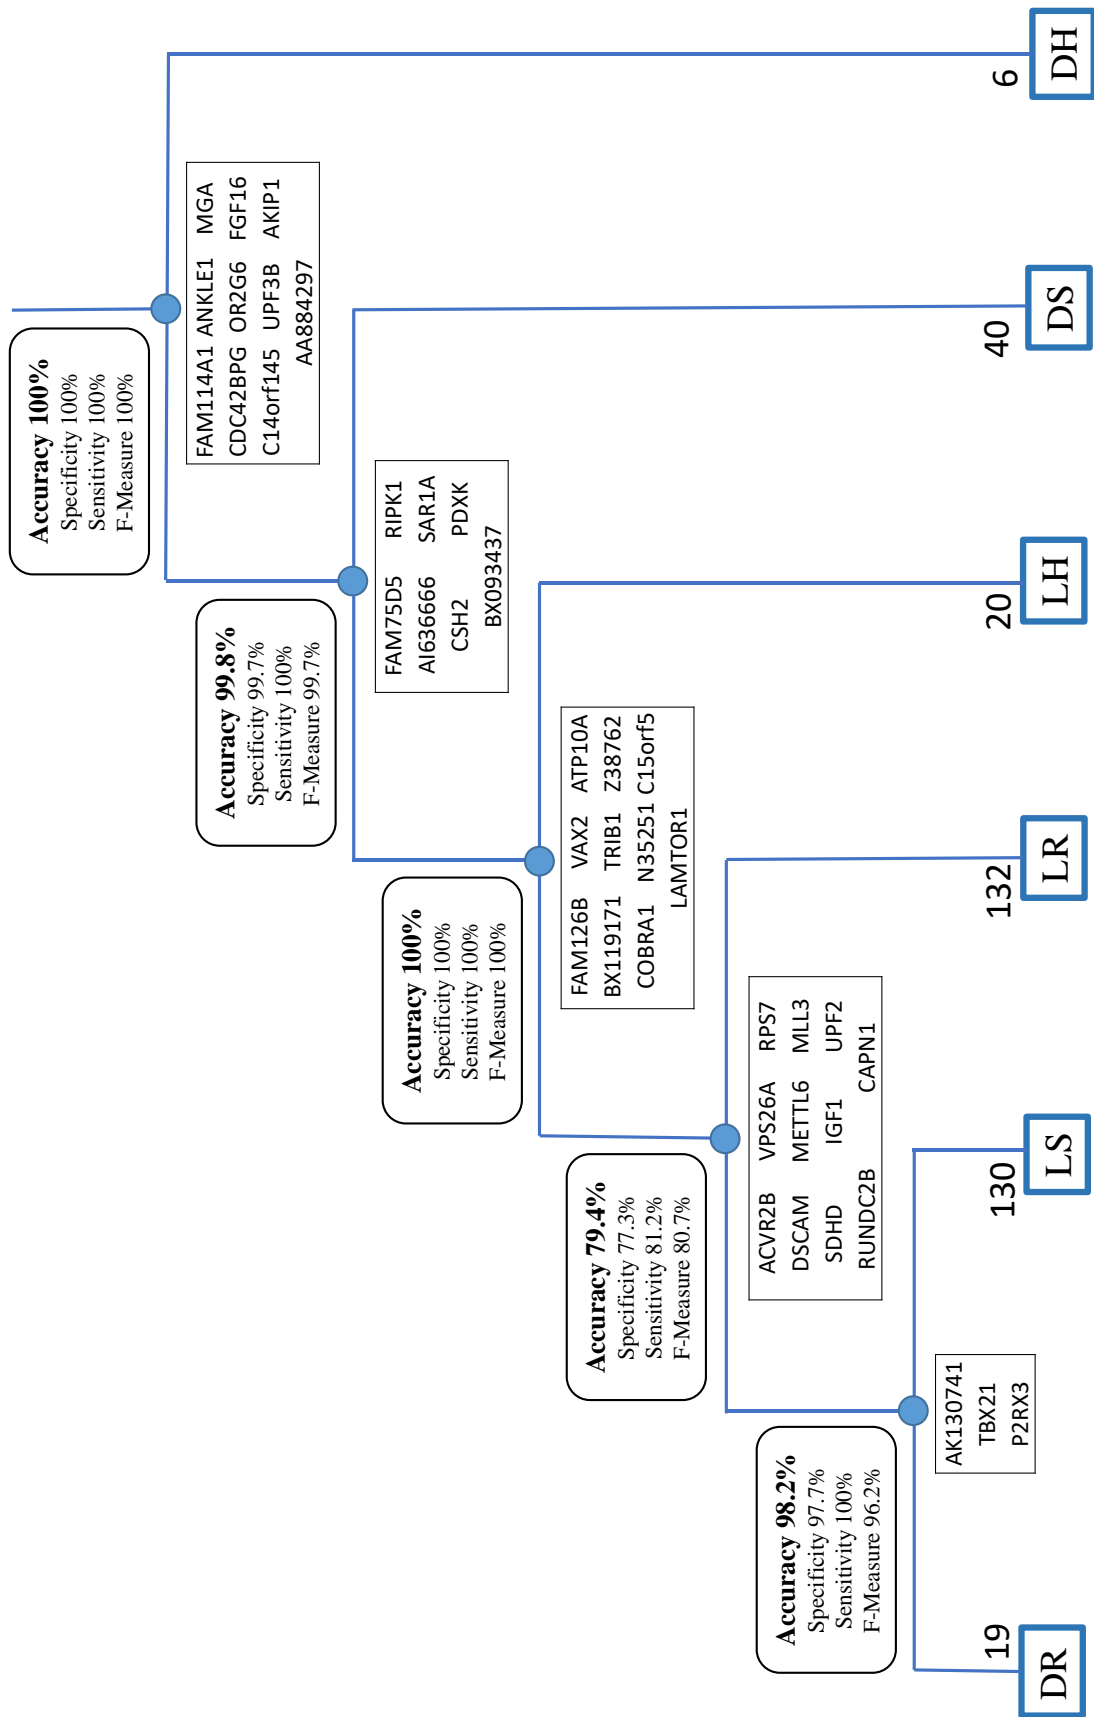 Accuracy 100%
Specificity 100%
Sensitivity 100%
F-Measure 100%
FAM114A1 ANKLE1 MGA
CDC42BPG OR2G6 FGF16
C14orf145 UPF3B AKIP1
AA884297
Accuracy 99.8%
Specificity 99.7%
Sensitivity 100%
F-Measure 99.7%
FAM75D5 RIPK1
AI636666 SAR1A
CSH2 PDXK
BX093437
Accuracy 100%
Specificity 100%
Sensitivity 100%
F-Measure 100%
FAM126B VAX2 ATP10A
BX119171 TRIB1 Z38762
COBRA1 N35251 C15orf5
LAMTOR1
Accuracy 79.4%
Specificity 77.3%
Sensitivity 81.2%
F-Measure 80.7%
ACVR2B VPS26A RPS7
DSCAM METTL6 MLL3
SDHD IGF1 UPF2
RUNDC2B CAPN1
Accuracy 98.2%
Specificity 97.7%
Sensitivity 100%
F-Measure 96.2%
AK130741
TBX21
P2RX3
19
DR
130
LS
132
LR
20
LH
40
DS
6
DH